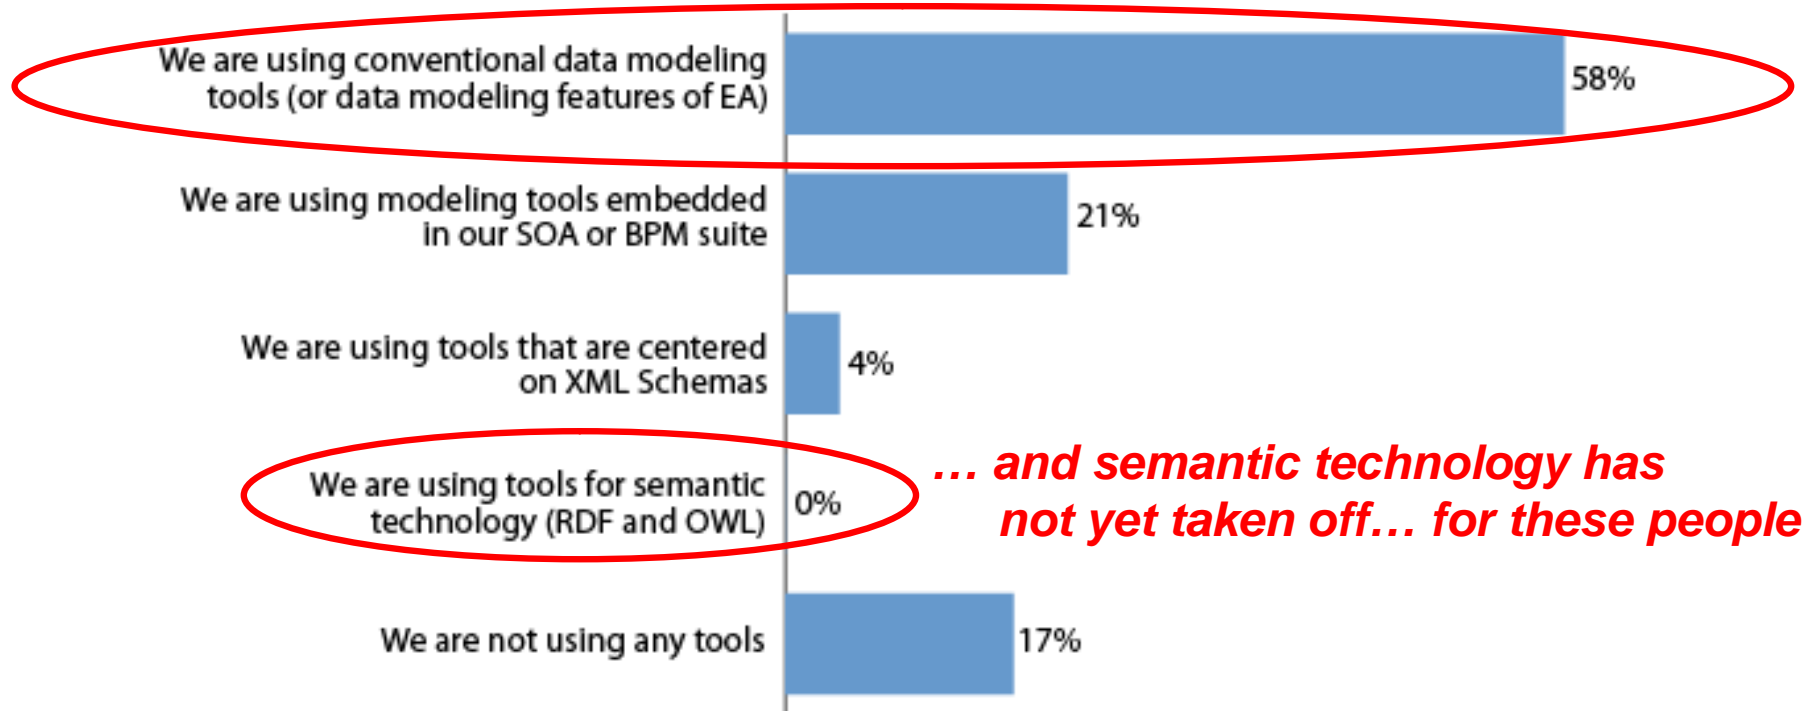 We are using conventional data modeling
tools (or data modeling features of EA)
58%
We are using modeling tools embedded
in our SOA or BPM suite
21%
We are using tools that are centered
on XML Schemas
4%
We are using tools for semantic
technology (RDF and OWL)
0%
… and semantic technology has
not yet taken off… for these people
We are not using any tools
17%